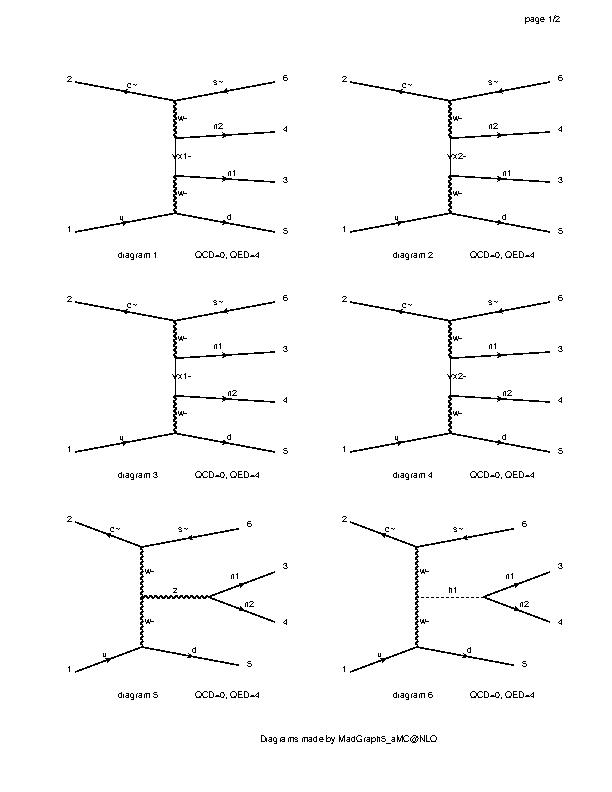 page 1/2
2 c~ s~ 6
w-
n2 4
x1-
n1 3
w-
1 u d 5
diagram 1 QCD=0, QED=4
2 c~ s~ 6
w-
n2 4
x2-
n1 3
w-
1 u d 5
diagram 2 QCD=0, QED=4
2 c~ s~ 6
w-
n1 3
x1-
n2 4
w-
1 u d 5
diagram 3 QCD=0, QED=4
2 c~ s~ 6
w-
n1 3
x2-
n2 4
w-
1 u d 5
diagram 4 QCD=0, QED=4
2 c~ s~ 6
w- n1 3
z
n2 4
w-
1 u d 5
diagram 5 QCD=0, QED=4
2 c~ s~ 6
w- n1 3
h1
n2 4
w-
1 u d 5
diagram 6 QCD=0, QED=4
Diagrams made by MadGraph5_aMC@NLO